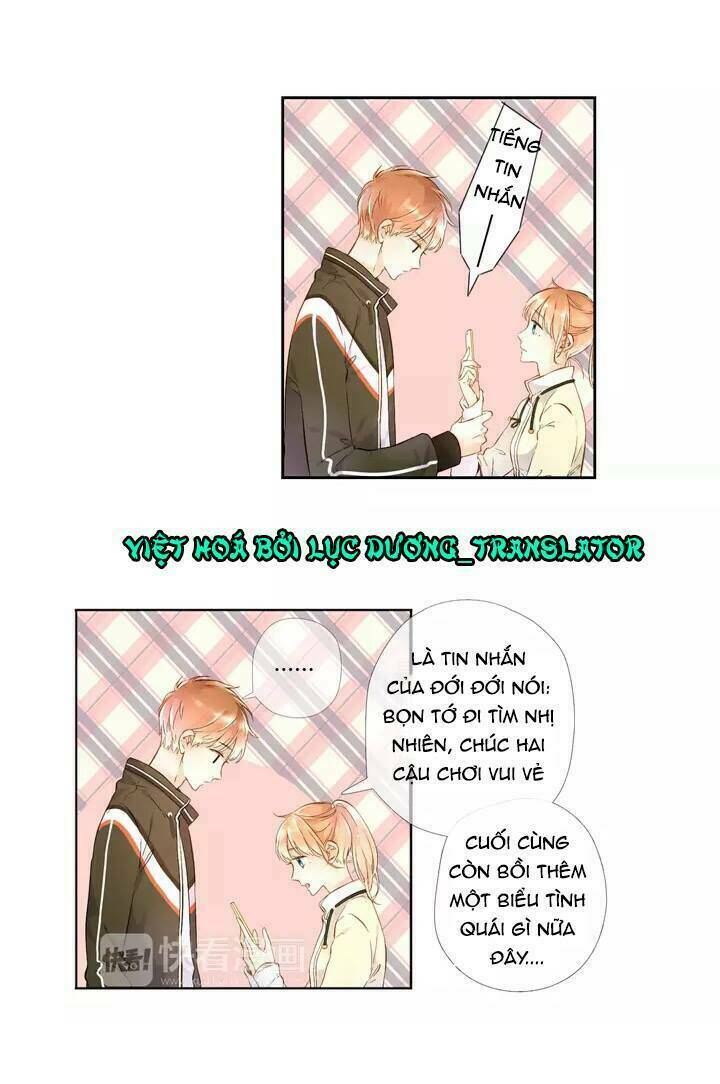 TIẾNG
TIN
NHẮN
VIỆT HOÁ BỞI LỤC DƯƠNG_TRANSLATOR
......
LÀ TIN NHẮN
CỦA ĐỚI ĐỚI NÓI:
BỌN TỚ ĐI TÌM NHỊ
NHIÊN, CHÚC HAI
CẬU CHƠI VUI VẺ
CUỐI CÙNG
CÒN BỒI THÊM
MỘT BIỂU TÌNH
QUÁI GÌ NỮA
ĐÂY....
快看! 快看漫画